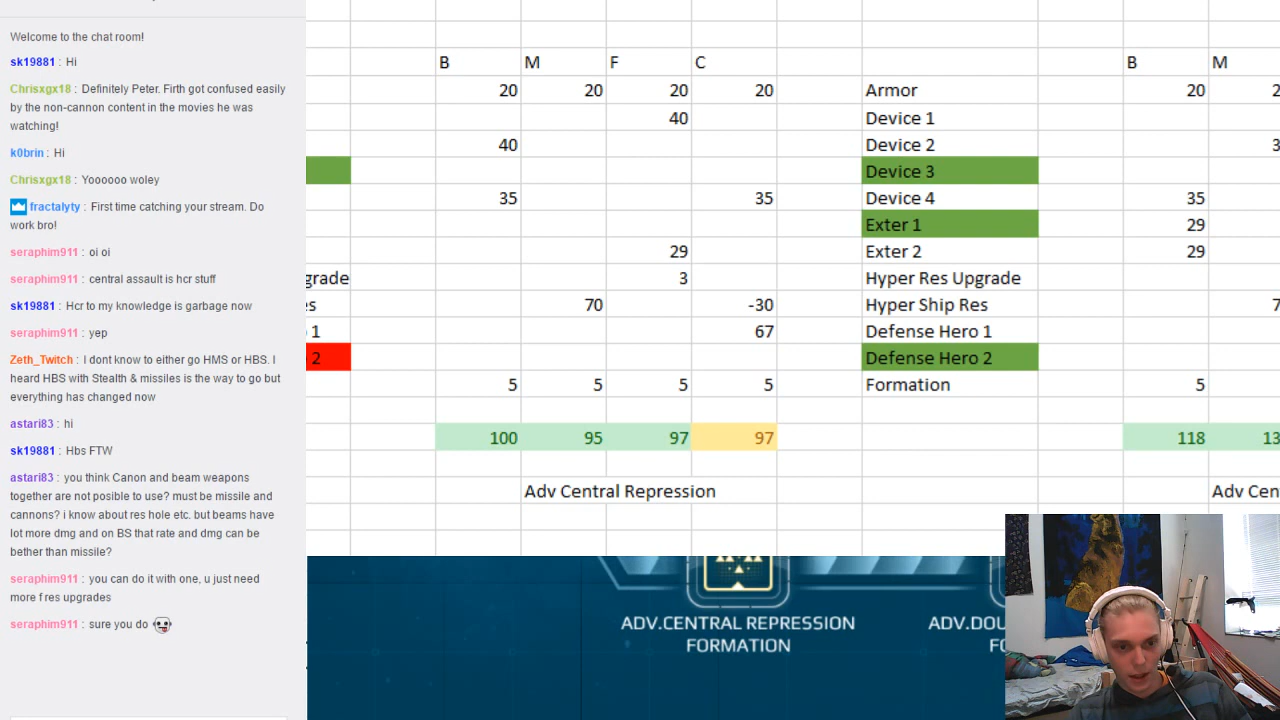 Welcome to the chat room!
sk19881 : Hi
Chrisxgx18 : Definitely Peter. Firth got confused easily
by the non-cannon content in the movies he was
watching!
k0brin : Hi
Chrisxgx18 : Yoooooo woley
fractalyty : First time catching your stream. Do
work bro!
seraphim911 : oi oi
seraphim911 : central assault is hcr stuff
sk19881 : Hcr to my knowledge is garbage now
seraphim911 : yep
Zeth_Twitch : I dont know to either go HMS or HBS. I
heard HBS with Stealth & missiles is the way to go but
everything has changed now
astari83 : hi
sk19881 : Hbs FTW
astari83 : you think Canon and beam weapons
together are not posible to use? must be missile and
cannons? i know about res hole etc. but beams have
lot more dmg and on BS that rate and dmg can be
bether than missile?
seraphim911 : you can do it with one, u just need
more f res upgrades
seraphim911 : sure you do
B M F C B M
20 20 20 20 Armor 20 2
40 Device 1
40 Device 2 3
Device 3
35 35 Device 4 35
Exter 1 29
29 Exter 2 29
grade 3 Hyper Res Upgrade
s 70 -30 Hyper Ship Res 7
1 67 Defense Hero 1
2 Defense Hero 2
5 5 5 5 Formation 5
100 95 97 97 118 13
Adv Central Repression Adv Cen
ADV.CENTRAL REPRESSION
FORMATION
ADV.DOU
FO